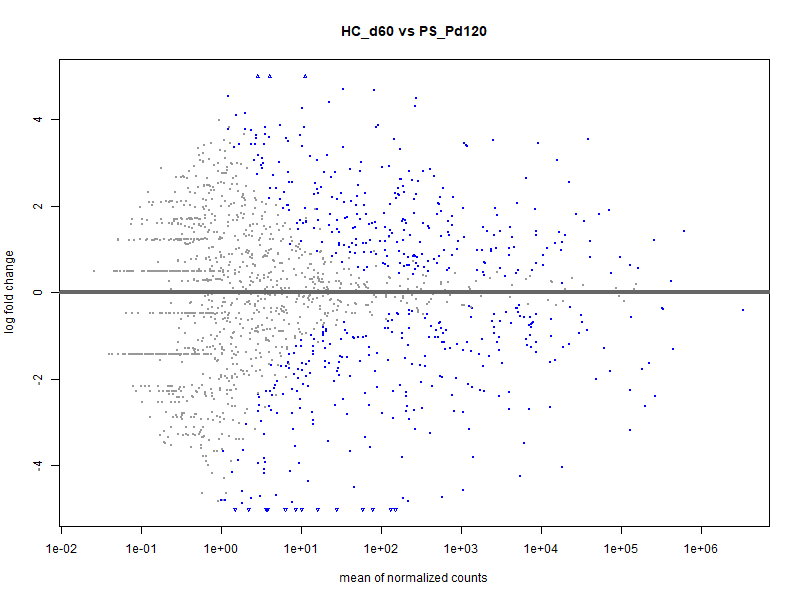 HC_d60 vs PS_Pd120
log fold change
4
2
0
-2
-4
1e-02 1e-01 1e+00 1e+01 1e+02 1e+03 1e+04 1e+05 1e+06
mean of normalized counts